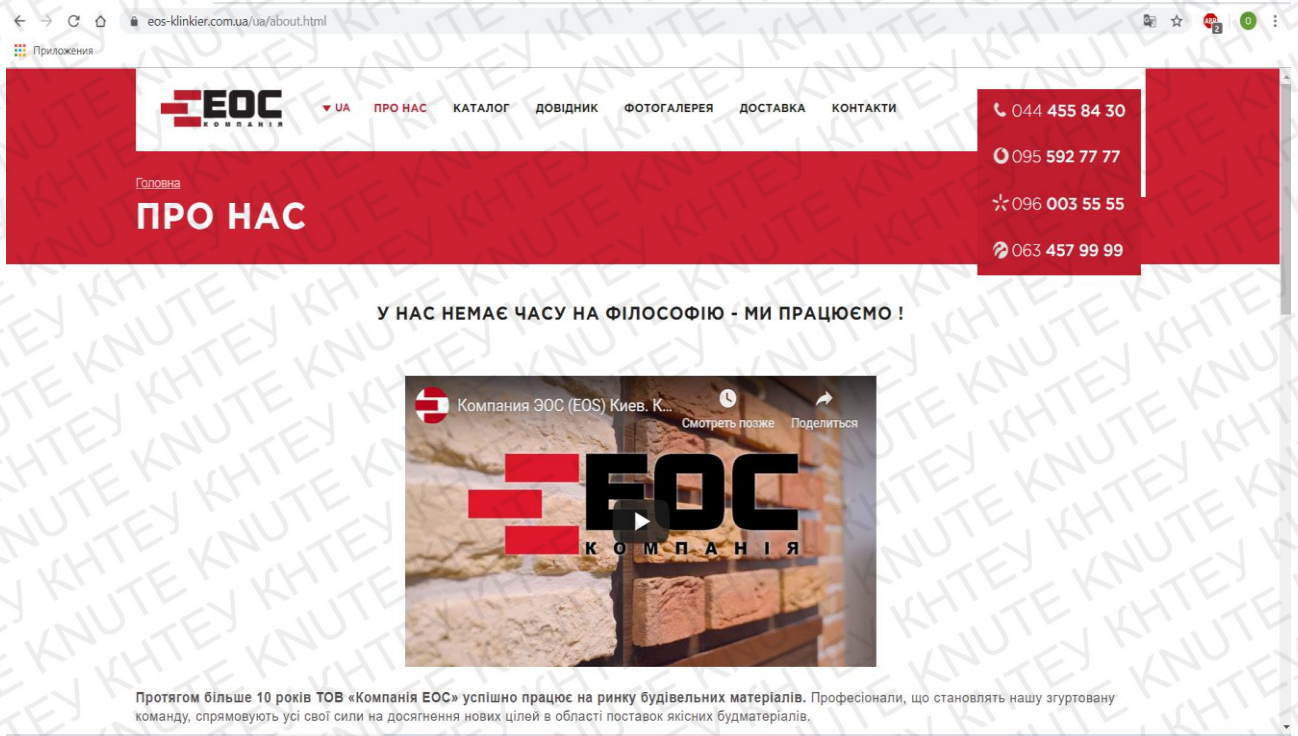 eos-klinkier.com.ua/ua/about.html
ABP
2
О
Приложения
ЕОС
КОМПАНІЯ
UA ПРО НАС КАТАЛОГ ДОВІДНИК ФОТОГАЛЕРЕЯ ДОСТАВКА КОНТАКТИ
044 455 84 30
095 592 77 77
096 003 55 55
063 457 99 99
Головна
ПРО НАС
У НАС НЕМАЄ ЧАСУ НА ФІЛОСОФІЮ - МИ ПРАЦЮЄМО !
Компания ЭОС (EOS) Киев. К...
Смотреть позже Поделиться
ЕОС
КОМПАНІЯ
Протягом більше 10 років ТОВ «Компанія ЕОС» успішно працює на ринку будівельних матеріалів. Професіонали, що становлять нашу згуртовану
команду, спрямовують усі свої сили на досягнення нових цілей в області поставок якісних будматеріалів.
КНТЕУ KNUTE